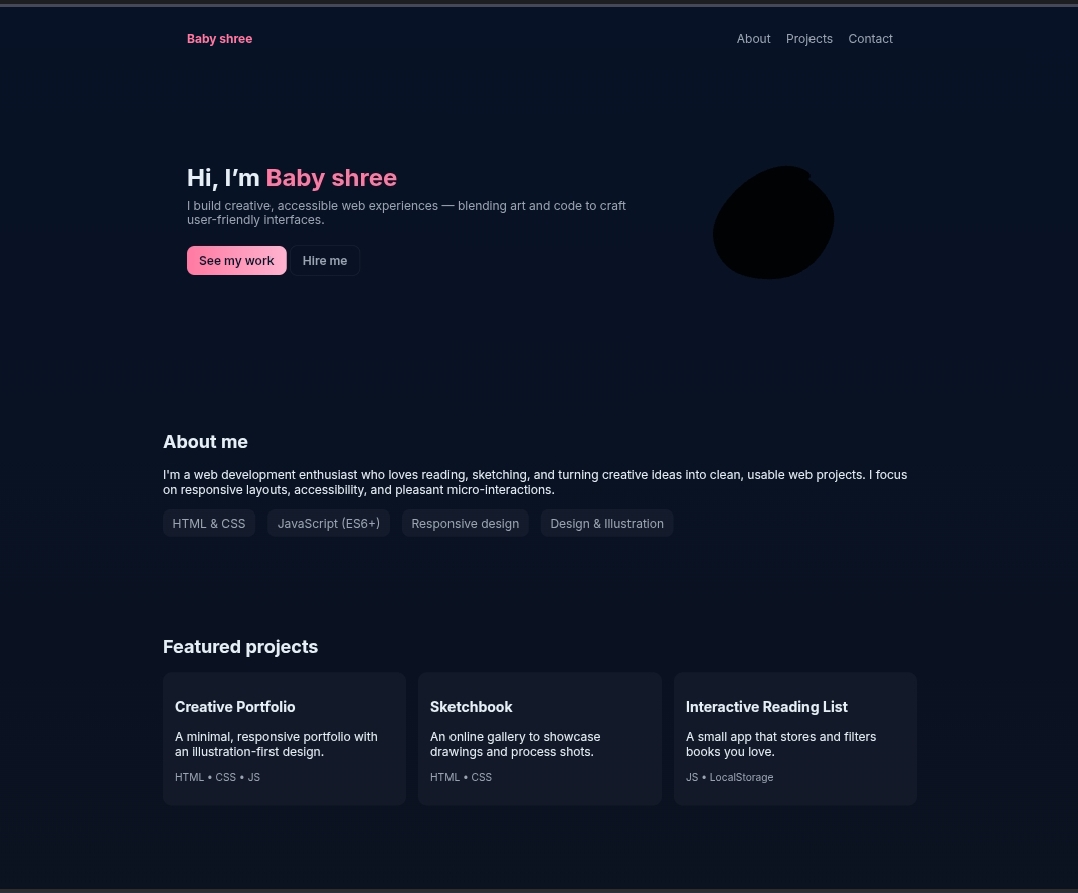 Baby shree
About Projects Contact
Hi, I’m Baby shree
I build creative, accessible web experiences — blending art and code to craft
user-friendly interfaces.
See my work Hire me
About me
I'm a web development enthusiast who loves reading, sketching, and turning creative ideas into clean, usable web projects. I focus
on responsive layouts, accessibility, and pleasant micro-interactions.
HTML & CSS JavaScript (ES6+) Responsive design Design & Illustration
Featured projects
Creative Portfolio
A minimal, responsive portfolio with
an illustration-first design.
HTML • CSS • JS
Sketchbook
An online gallery to showcase
drawings and process shots.
HTML • CSS
Interactive Reading List
A small app that stores and filters
books you love.
JS • LocalStorage